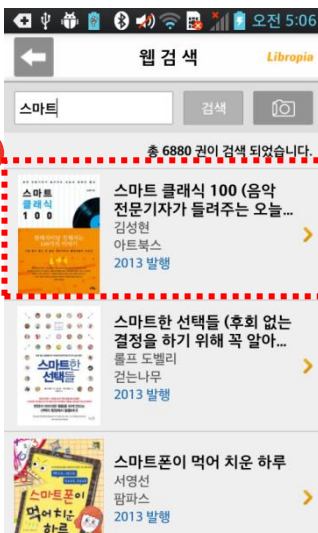 오전 5:06
웹 검 색
Libropia
스마트
검색
총 6880 권이 검색 되었습니다.
스마트
클래식
1 0 0
스마트 클래식 100 (음악
전문기자가 들려주는 오늘...
김성현
아트북스
2013 발행
스마트한
선택들
스마트한 선택들 (후회 없는
결정을 하기 위해 꼭 알아...
롤프 도벨리
걷는나무
2013 발행
스마트폰이
먹어 치운
하루
스마트폰이 먹어 치운 하루
서영선
팜파스
2013 발행